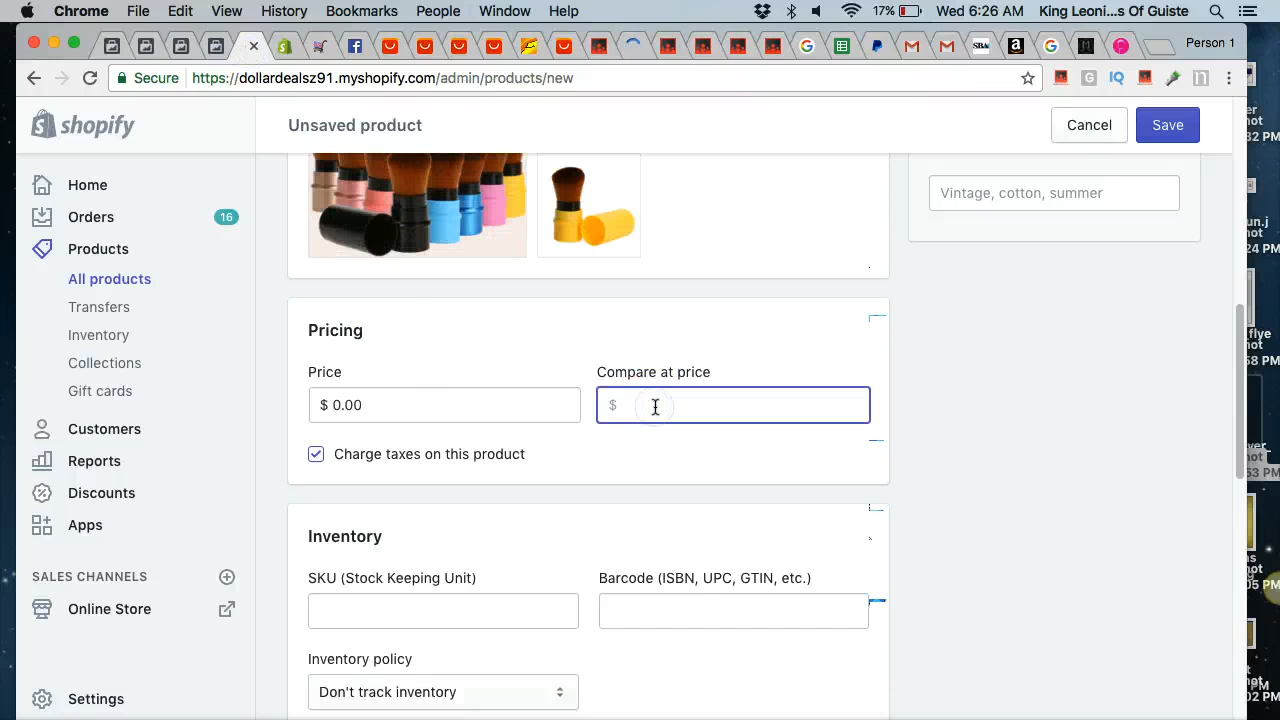 Chrome File Edit View History Bookmarks People Window Help 17% Wed 6:26 AM King Leoni...s Of Guiste
Person 1
Secure https://dollardealsz91.myshopify.com/admin/products/new
shopify
Unsaved product
Cancel
Save
Home
Orders 16
Products
All products
Transfers
Inventory
Collections
Gift cards
Customers
Reports
Discounts
Apps
SALES CHANNELS
Online Store
Settings
Vintage, cotton, summer
Pricing
Price
Compare at price
$ 0.00
$
Charge taxes on this product
Inventory
SKU (Stock Keeping Unit)
Barcode (ISBN, UPC, GTIN, etc.)
Inventory policy
Don't track inventory